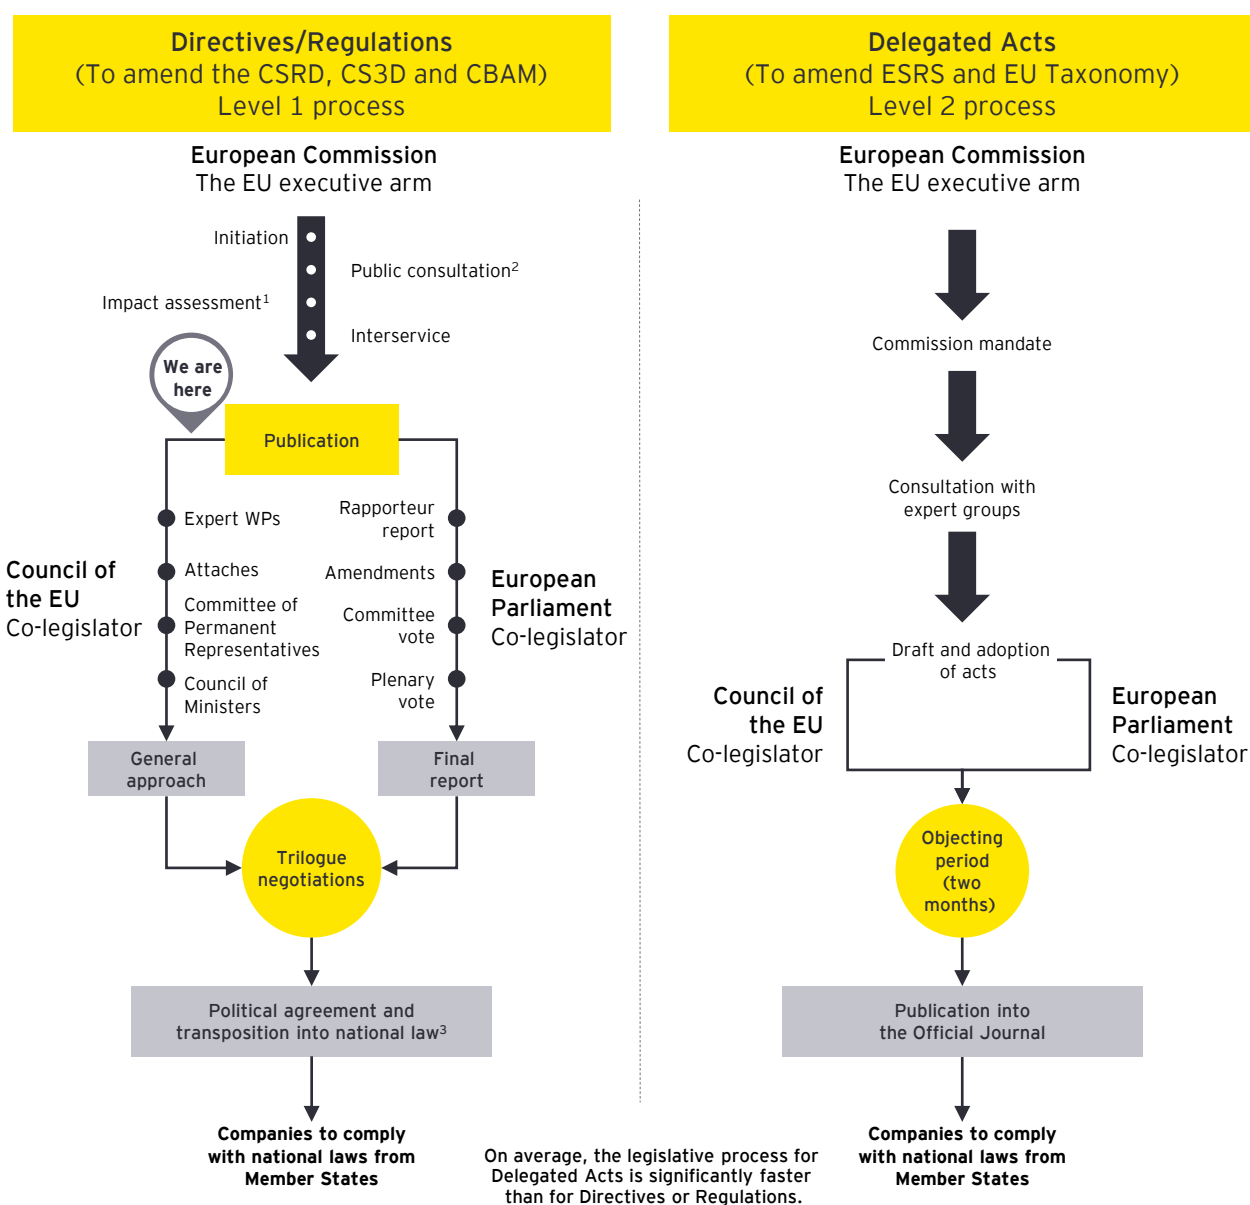 Directives/Regulations
(To amend the CSRD, CS3D and CBAM)
Level 1 process
European Commission
The EU executive arm
Initiation
Public consultation²
Impact assessment¹
Interservice
We are
here
Publication
Expert WPs
Attaches
Committee of
Permanent
Representatives
Council of
Ministers
Council of
the EU
Co-legislator
Rapporteur
report
Amendments
Committee
vote
Plenary
vote
European
Parliament
Co-legislator
General
approach
Final
report
Trilogue
negotiations
Political agreement and
transposition into national law³
Companies to comply
with national laws from
Member States
Delegated Acts
(To amend ESRS and EU Taxonomy)
Level 2 process
European Commission
The EU executive arm
Commission mandate
Consultation with
expert groups
Draft and adoption
of acts
Council of
the EU
Co-legislator
European
Parliament
Co-legislator
Objecting
period
(two
months)
Publication into
the Official Journal
Companies to comply
with national laws from
Member States
On average, the legislative process for
Delegated Acts is significantly faster
than for Directives or Regulations.